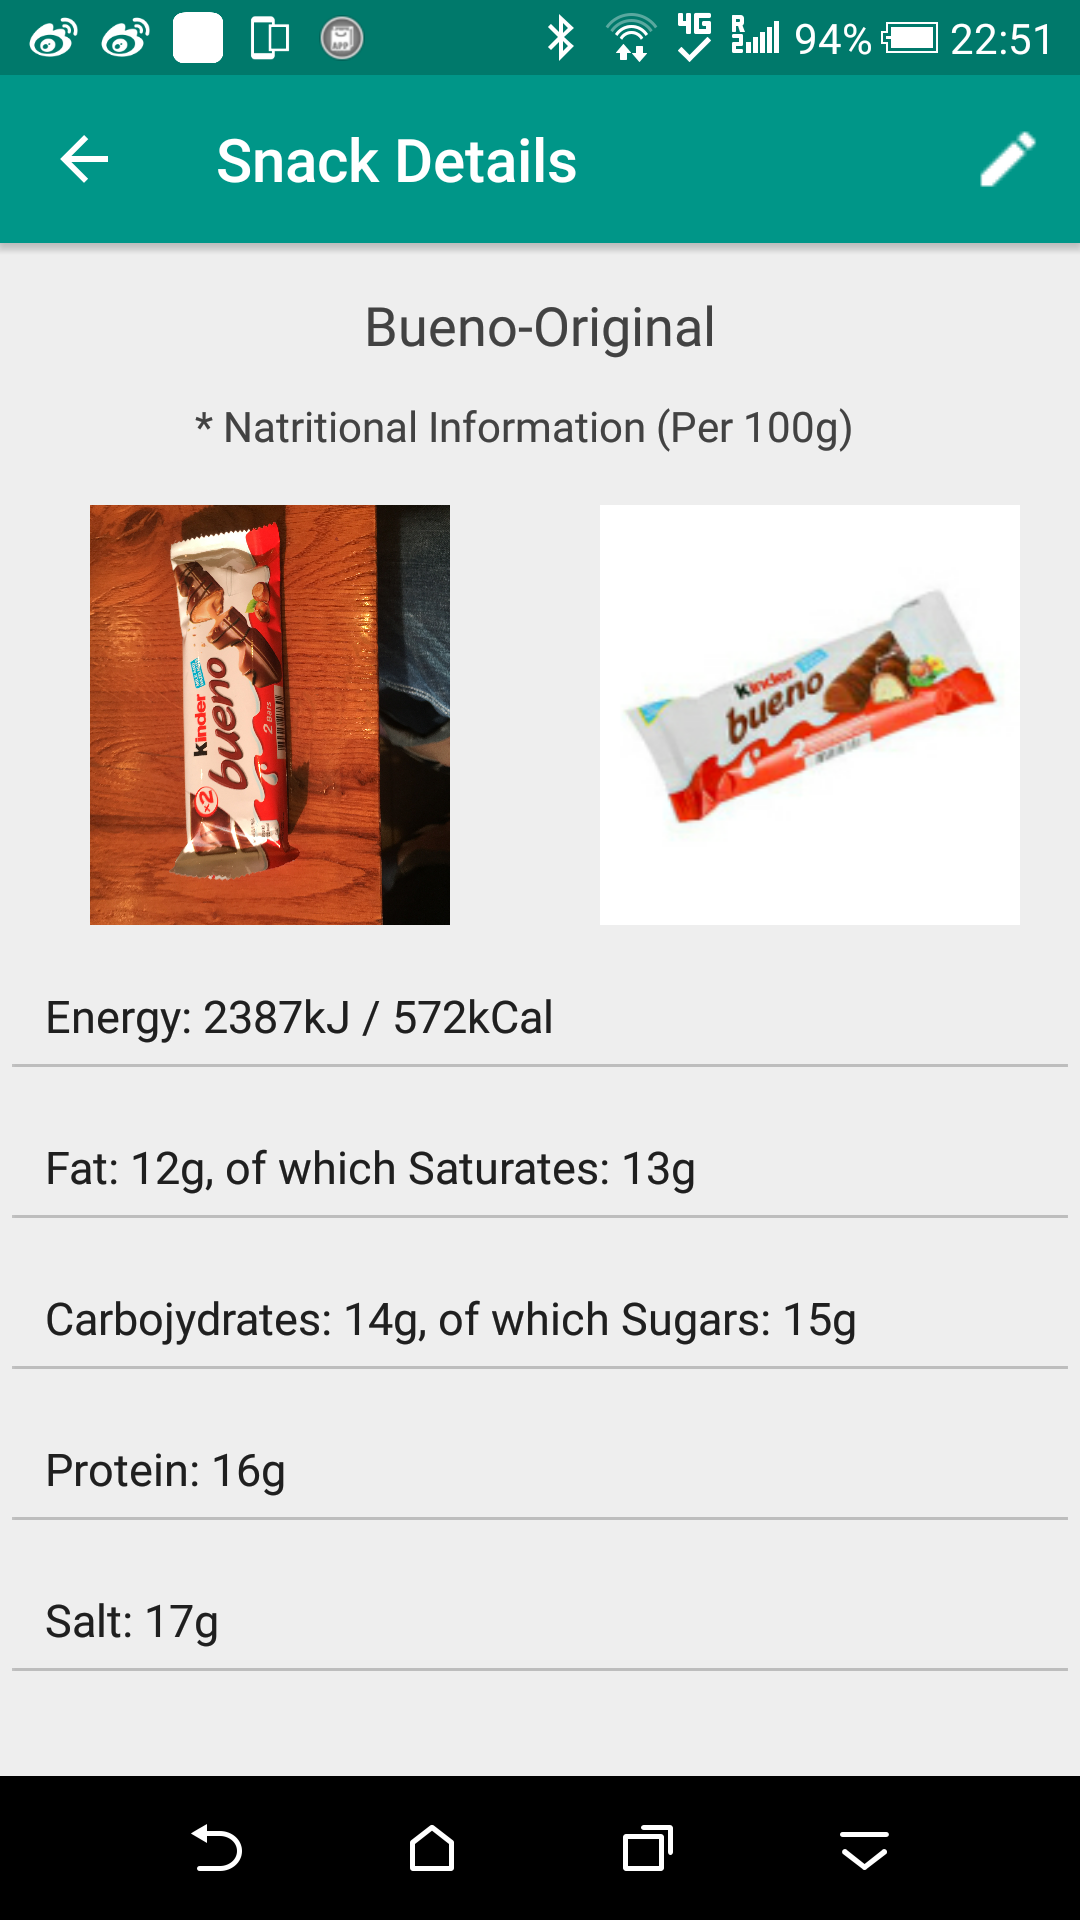 APP
4G
R
2
94%
22:51
Snack Details
Bueno-Original
* Natritional Information (Per 100g)
Kinder
bueno
x2
2 Bars
Kinder
bueno
2
Energy: 2387kJ / 572kCal
Fat: 12g, of which Saturates: 13g
Carbojydrates: 14g, of which Sugars: 15g
Protein: 16g
Salt: 17g